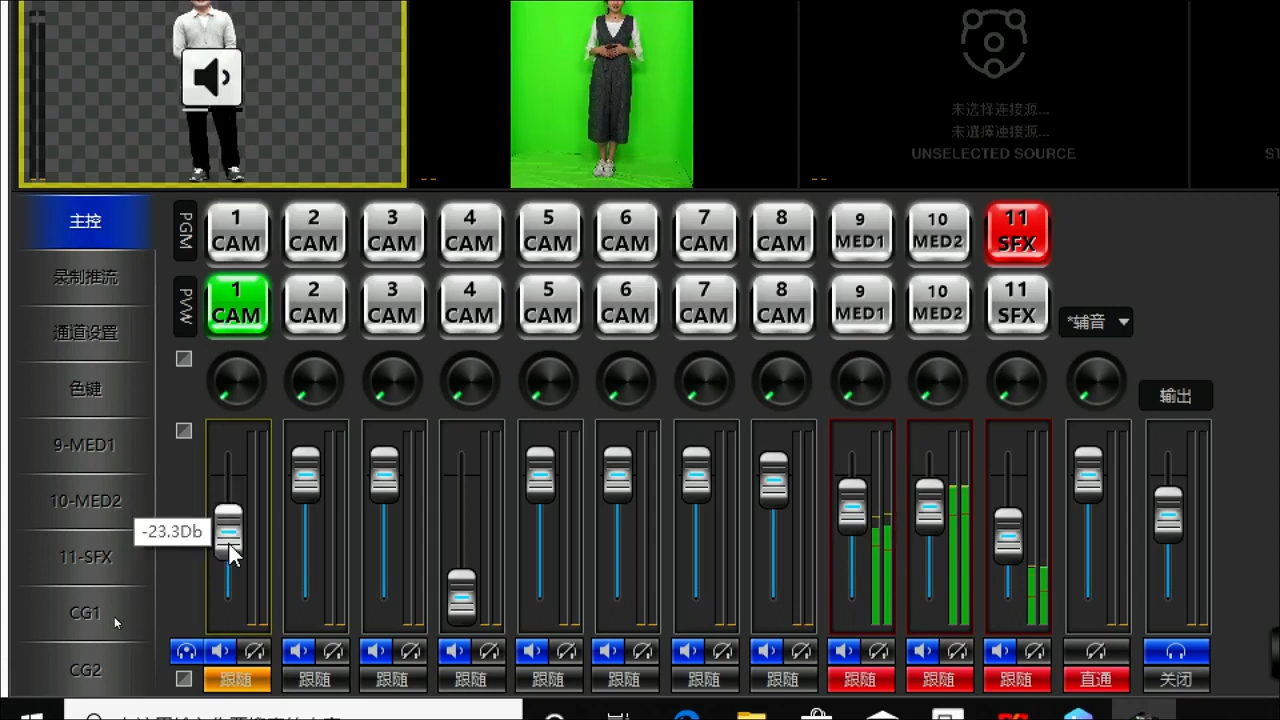 未选择连接源...
未選擇連接源...
UNSELECTED SOURCE
主控
PGM
1 CAM
2 CAM
3 CAM
4 CAM
5 CAM
6 CAM
7 CAM
8 CAM
9 MED1
10 MED2
11 SFX
录制推流
PVW
1 CAM
2 CAM
3 CAM
4 CAM
5 CAM
6 CAM
7 CAM
8 CAM
9 MED1
10 MED2
11 SFX
*辅音
通道设置
色键
输出
9-MED1
10-MED2
-23.3Db
11-SFX
CG1
CG2
跟随
跟随
跟随
跟随
跟随
跟随
跟随
跟随
跟随
跟随
跟随
直通
关闭